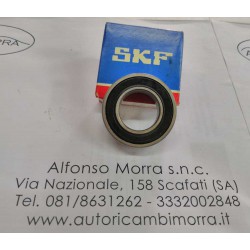 SKF
Alfonso Morra s.n.c.
Via Nazionale, 158 Scafati (SA)
Tel. 081/8631262 - 3332002848
www.autoricambimorra.it